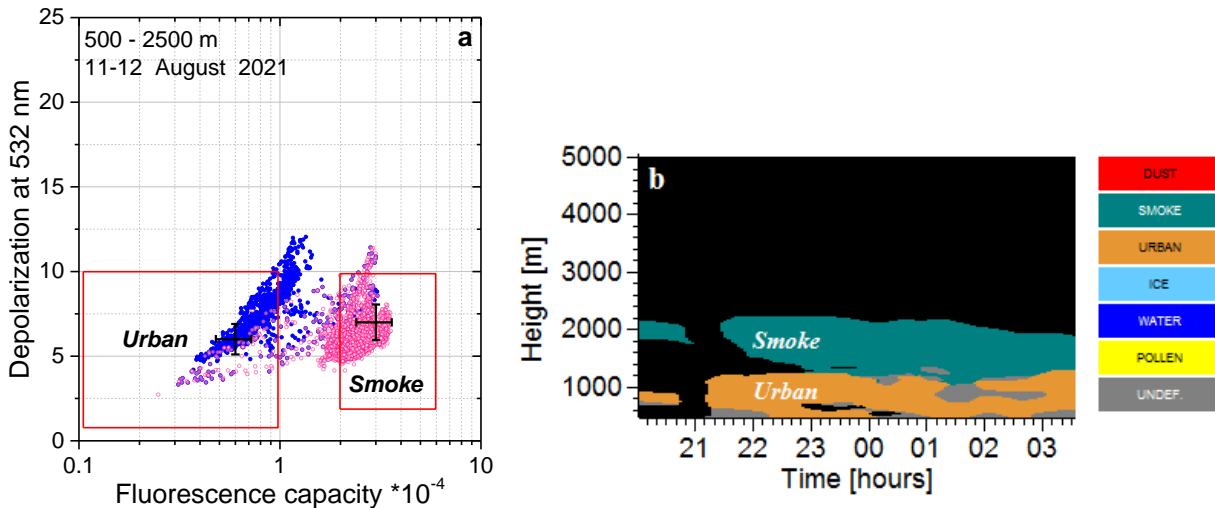 500 - 2500 m
a
11-12 August 2021
25
20
15
10
5
0
Depolarization at 532 nm
Urban
Smoke
0.1
1
10
Fluorescence capacity *10⁻⁴
b
5000
4000
3000
2000
1000
Height [m]
Smoke
Urban
21
22
23
00
01
02
03
Time [hours]
DUST
SMOKE
URBAN
ICE
WATER
POLLEN
UNDEF.